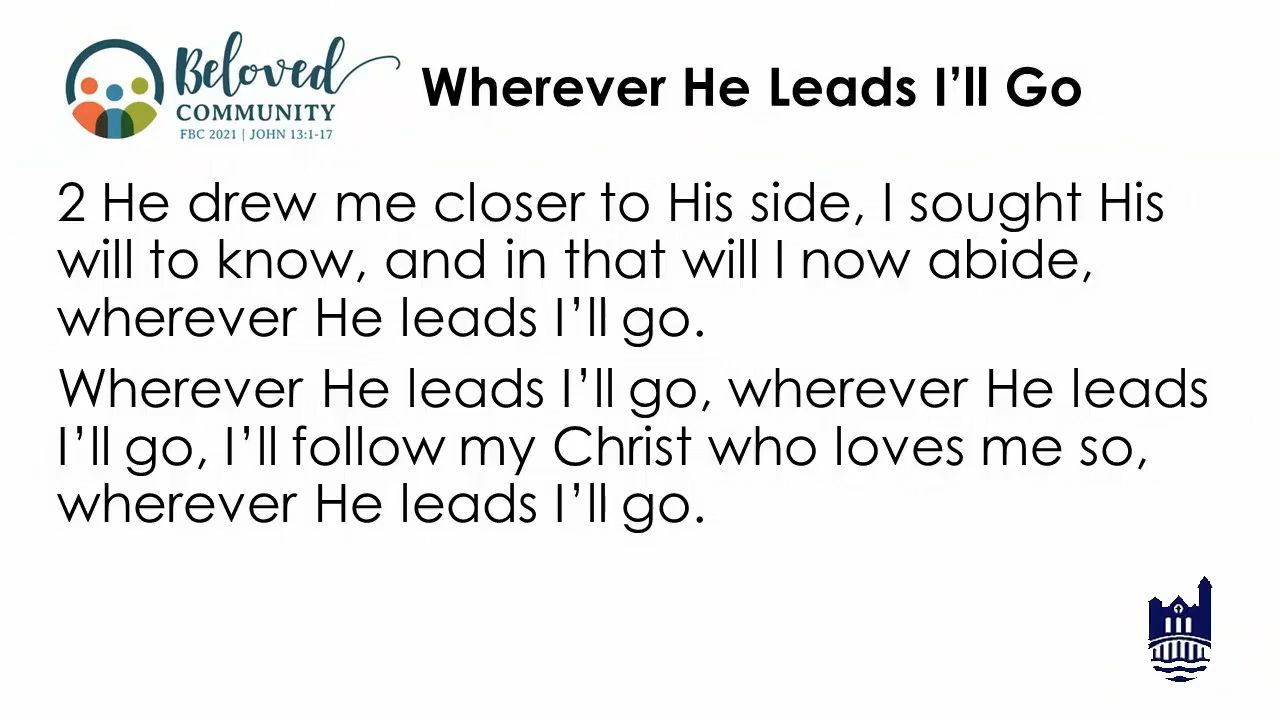 Beloved
COMMUNITY
FBC 2021 | JOHN 13:1-17
Wherever He Leads I’ll Go
2 He drew me closer to His side, I sought His
will to know, and in that will I now abide,
wherever He leads I’ll go.
Wherever He leads I’ll go, wherever He leads
I’ll go, I’ll follow my Christ who loves me so,
wherever He leads I’ll go.